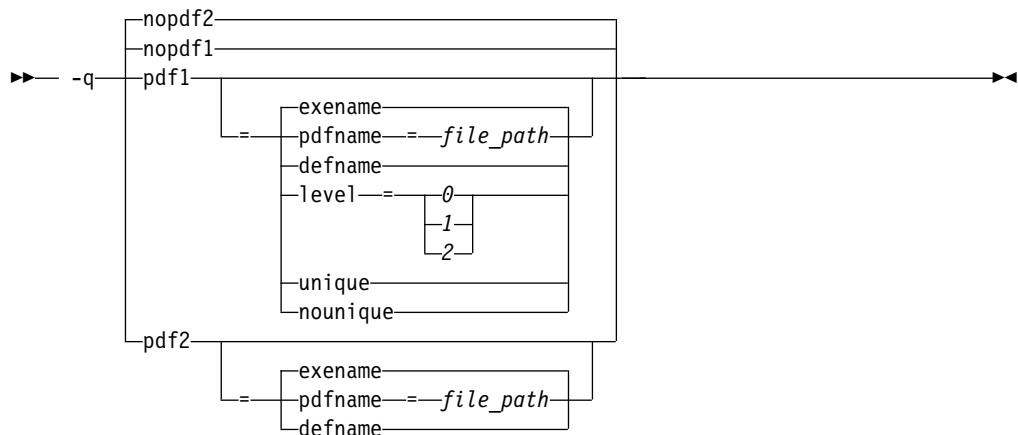 nopdf2
nopdf1
-q pdf1
exename
= pdfname = file_path
defname
level = 0
1
2
unique
nounique
pdf2
exename
= pdfname = file_path
defname